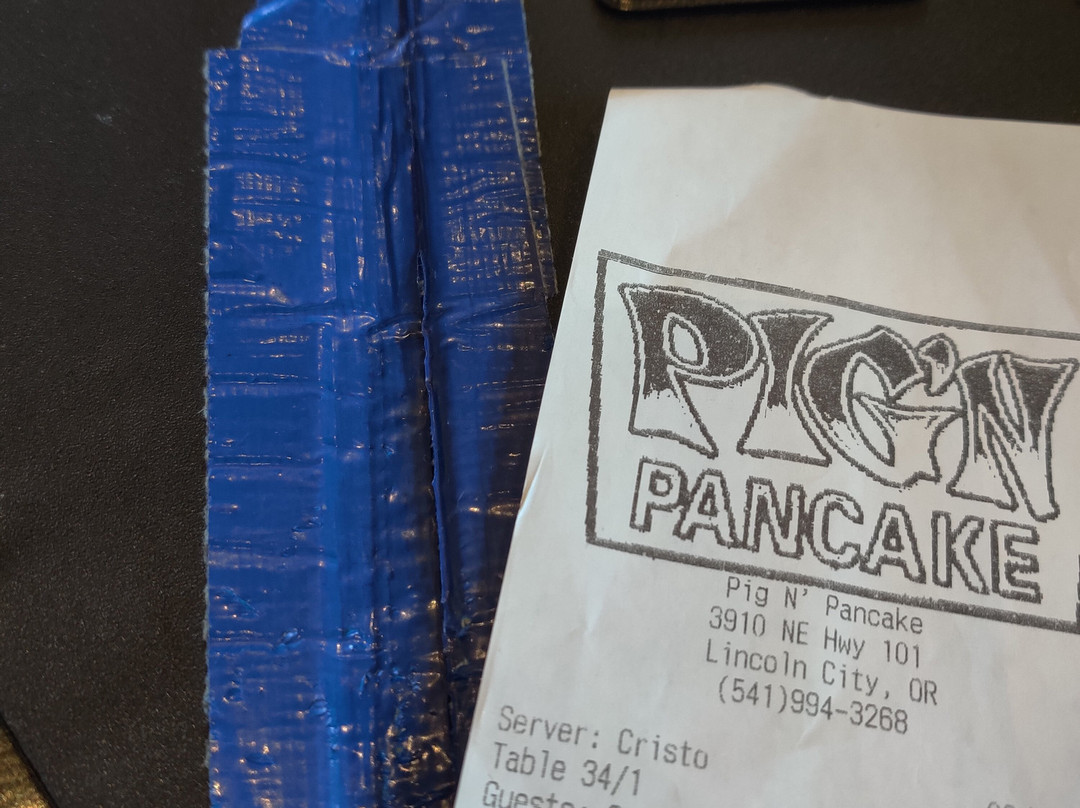 PIG'N
PANCAKE
Pig N' Pancake
3910 NE Hwy 101
Lincoln City, OR
(541)994-3268
Server: Cristo
Table 34/1
Guests: